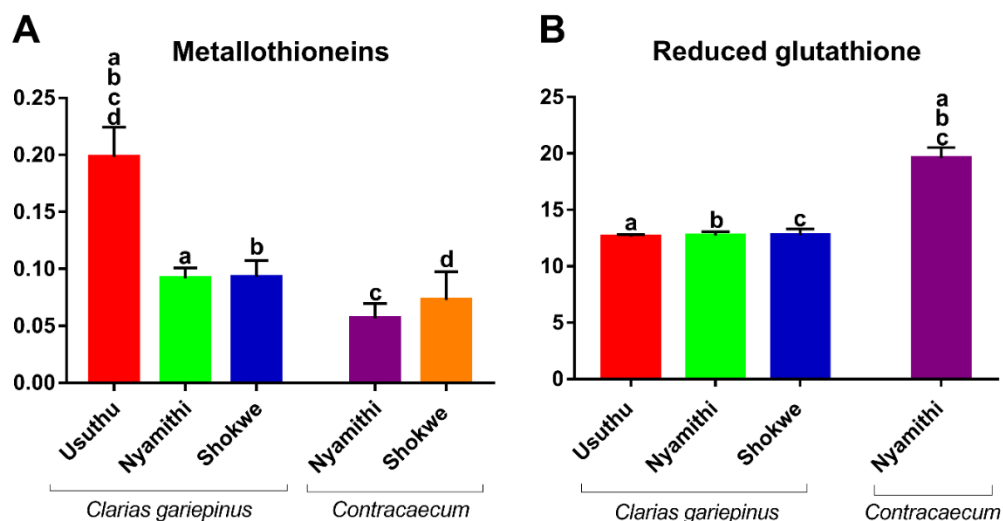 A
Metallothioneins
a
b
c
d
a
b
c
d
0.25
0.20
0.15
0.10
0.05
0.00
Usuthu
Nyamithi
Shokwe
Nyamithi
Shokwe
Clarias gariepinus
Contracaecum
B
Reduced glutathione
a
b
c
a
b
c
25
20
15
10
5
0
Usuthu
Nyamithi
Shokwe
Nyamithi
Clarias gariepinus
Contracaecum